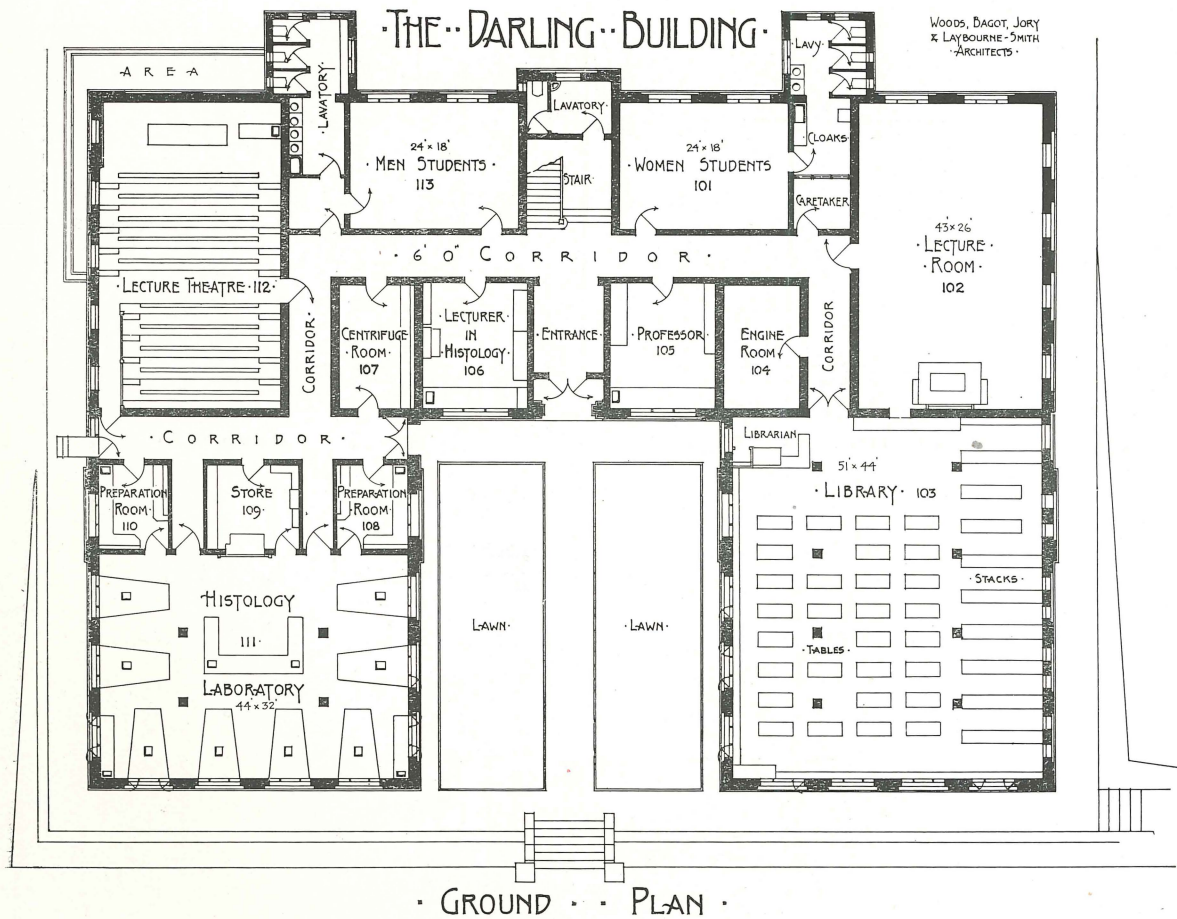 ·THE··DARLING··BUILDING·
WOODS, BAGOT, JORY
& LAYBOURNE-SMITH
·ARCHITECTS·
AREA
·LAVATORY·
24'×18'
·MEN STUDENTS·
113
LAVATORY
STAIR
24'×18'
WOMEN STUDENTS·
101
LAVY
CLOAKS
CARETAKER
43'×26'
·LECTURE·
ROOM·
102
·6'0" CORRIDOR·
·LECTURE THEATRE·112·
CORRIDOR·
CENTRIFUGE
·ROOM·
107
·LECTURER·
IN
HISTOLOGY·
106
·ENTRANCE·
·PROFESSOR·
105
ENGINE
ROOM·
104
CORRIDOR
·CORRIDOR·
PREPARATION
ROOM·
110
STORE
109
PREPARATION
·ROOM·
108
LIBRARIAN
51'×44'
·LIBRARY· 103
·STACKS·
·TABLES·
HISTOLOGY
111·
LABORATORY
44'×32'
LAWN·
·LAWN·
·GROUND··PLAN·